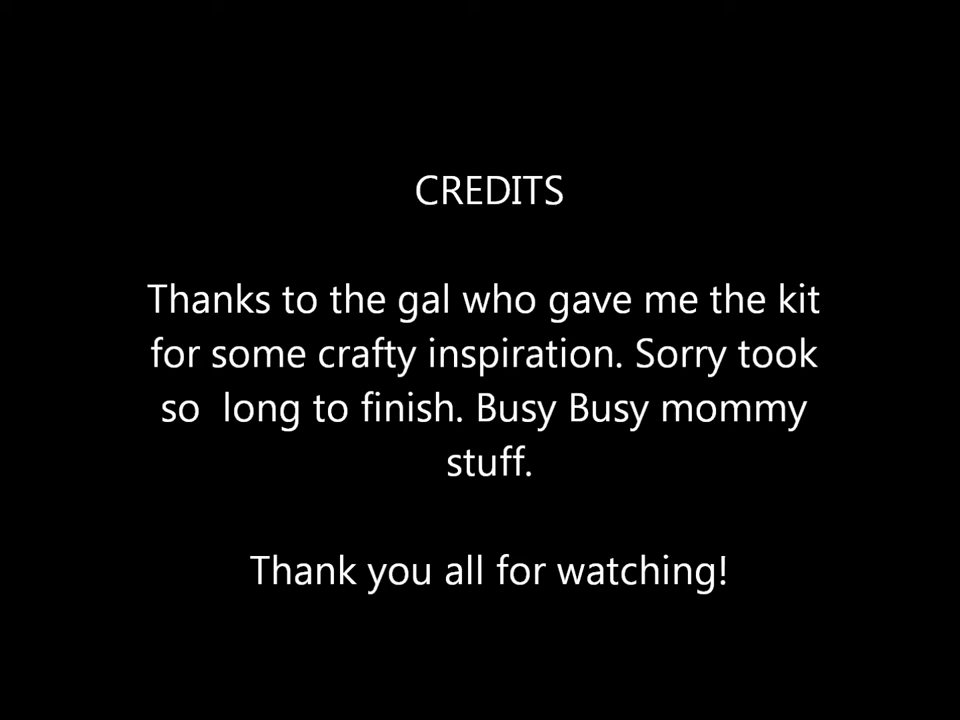 CREDITS
Thanks to the gal who gave me the kit
for some crafty inspiration. Sorry took
so  long to finish. Busy Busy mommy
stuff.
Thank you all for watching!